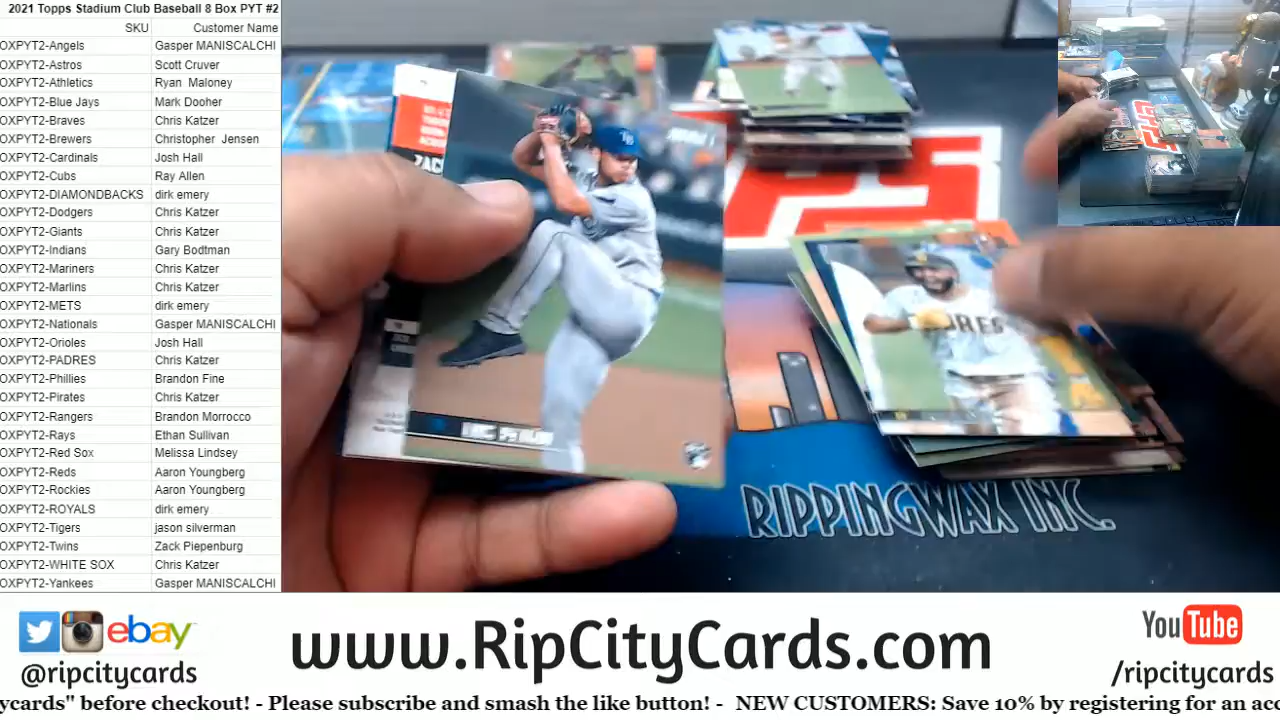 2021 Topps Stadium Club Baseball 8 Box PYT #2
SKU Customer Name
OXPYT2-Angels Gasper MANISCALCHI
OXPYT2-Astros Scott Cruver
OXPYT2-Athletics Ryan Maloney
OXPYT2-Blue Jays Mark Dooher
OXPYT2-Braves Chris Katzer
OXPYT2-Brewers Christopher Jensen
OXPYT2-Cardinals Josh Hall
OXPYT2-Cubs Ray Allen
OXPYT2-DIAMONDBACKS dirk emery
OXPYT2-Dodgers Chris Katzer
OXPYT2-Giants Chris Katzer
OXPYT2-Indians Gary Bodtman
OXPYT2-Mariners Chris Katzer
OXPYT2-Marlins Chris Katzer
OXPYT2-METS dirk emery
OXPYT2-Nationals Gasper MANISCALCHI
OXPYT2-Orioles Josh Hall
OXPYT2-PADRES Chris Katzer
OXPYT2-Phillies Brandon Fine
OXPYT2-Pirates Chris Katzer
OXPYT2-Rangers Brandon Morrocco
OXPYT2-Rays Ethan Sullivan
OXPYT2-Red Sox Melissa Lindsey
OXPYT2-Reds Aaron Youngberg
OXPYT2-Rockies Aaron Youngberg
OXPYT2-ROYALS dirk emery
OXPYT2-Tigers jason silverman
OXPYT2-Twins Zack Piepenburg
OXPYT2-WHITE SOX Chris Katzer
OXPYT2-Yankees Gasper MANISCALCHI
ZAC
RIPPINGWAX INC.
ebay
@ripcitycards
www.RipCityCards.com
YouTube
/ripcitycards
ycards" before checkout! - Please subscribe and smash the like button! - NEW CUSTOMERS: Save 10% by registering for an acc